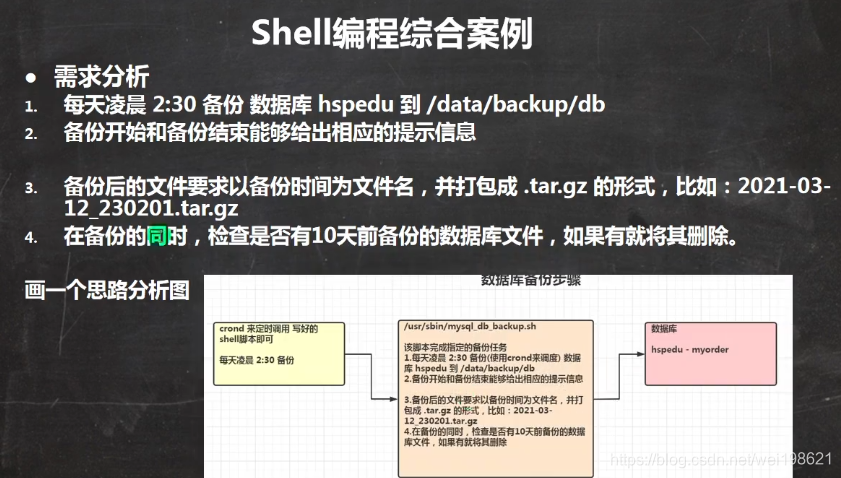 Shell编程综合案例
● 需求分析
1. 每天凌晨 2:30 备份 数据库 hspedu 到 /data/backup/db
2. 备份开始和备份结束能够给出相应的提示信息
3. 备份后的文件要求以备份时间为文件名，并打包成 .tar.gz 的形式，比如：2021-03-
12_230201.tar.gz
4. 在备份的同时，检查是否有10天前备份的数据库文件，如果有就将其删除。
画一个思路分析图
数据库备份步骤
crond 来定时调用 写好的
shell脚本即可
每天凌晨 2:30 备份
/usr/sbin/mysql_db_backup.sh
该脚本完成指定的备份任务
1.每天凌晨 2:30 备份(使用crond来调度) 数据
库 hspedu 到 /data/backup/db
2.备份开始和备份结束能够给出相应的提示信息
3.备份后的文件要求以备份时间为文件名，并打
包成 .tar.gz 的形式，比如：2021-03-
12_230201.tar.gz
4.在备份的同时，检查是否有10天前备份的数据
库文件，如果有就将其删除
数据库
hspedu - myorder
https://blog.csdn.net/wei198621